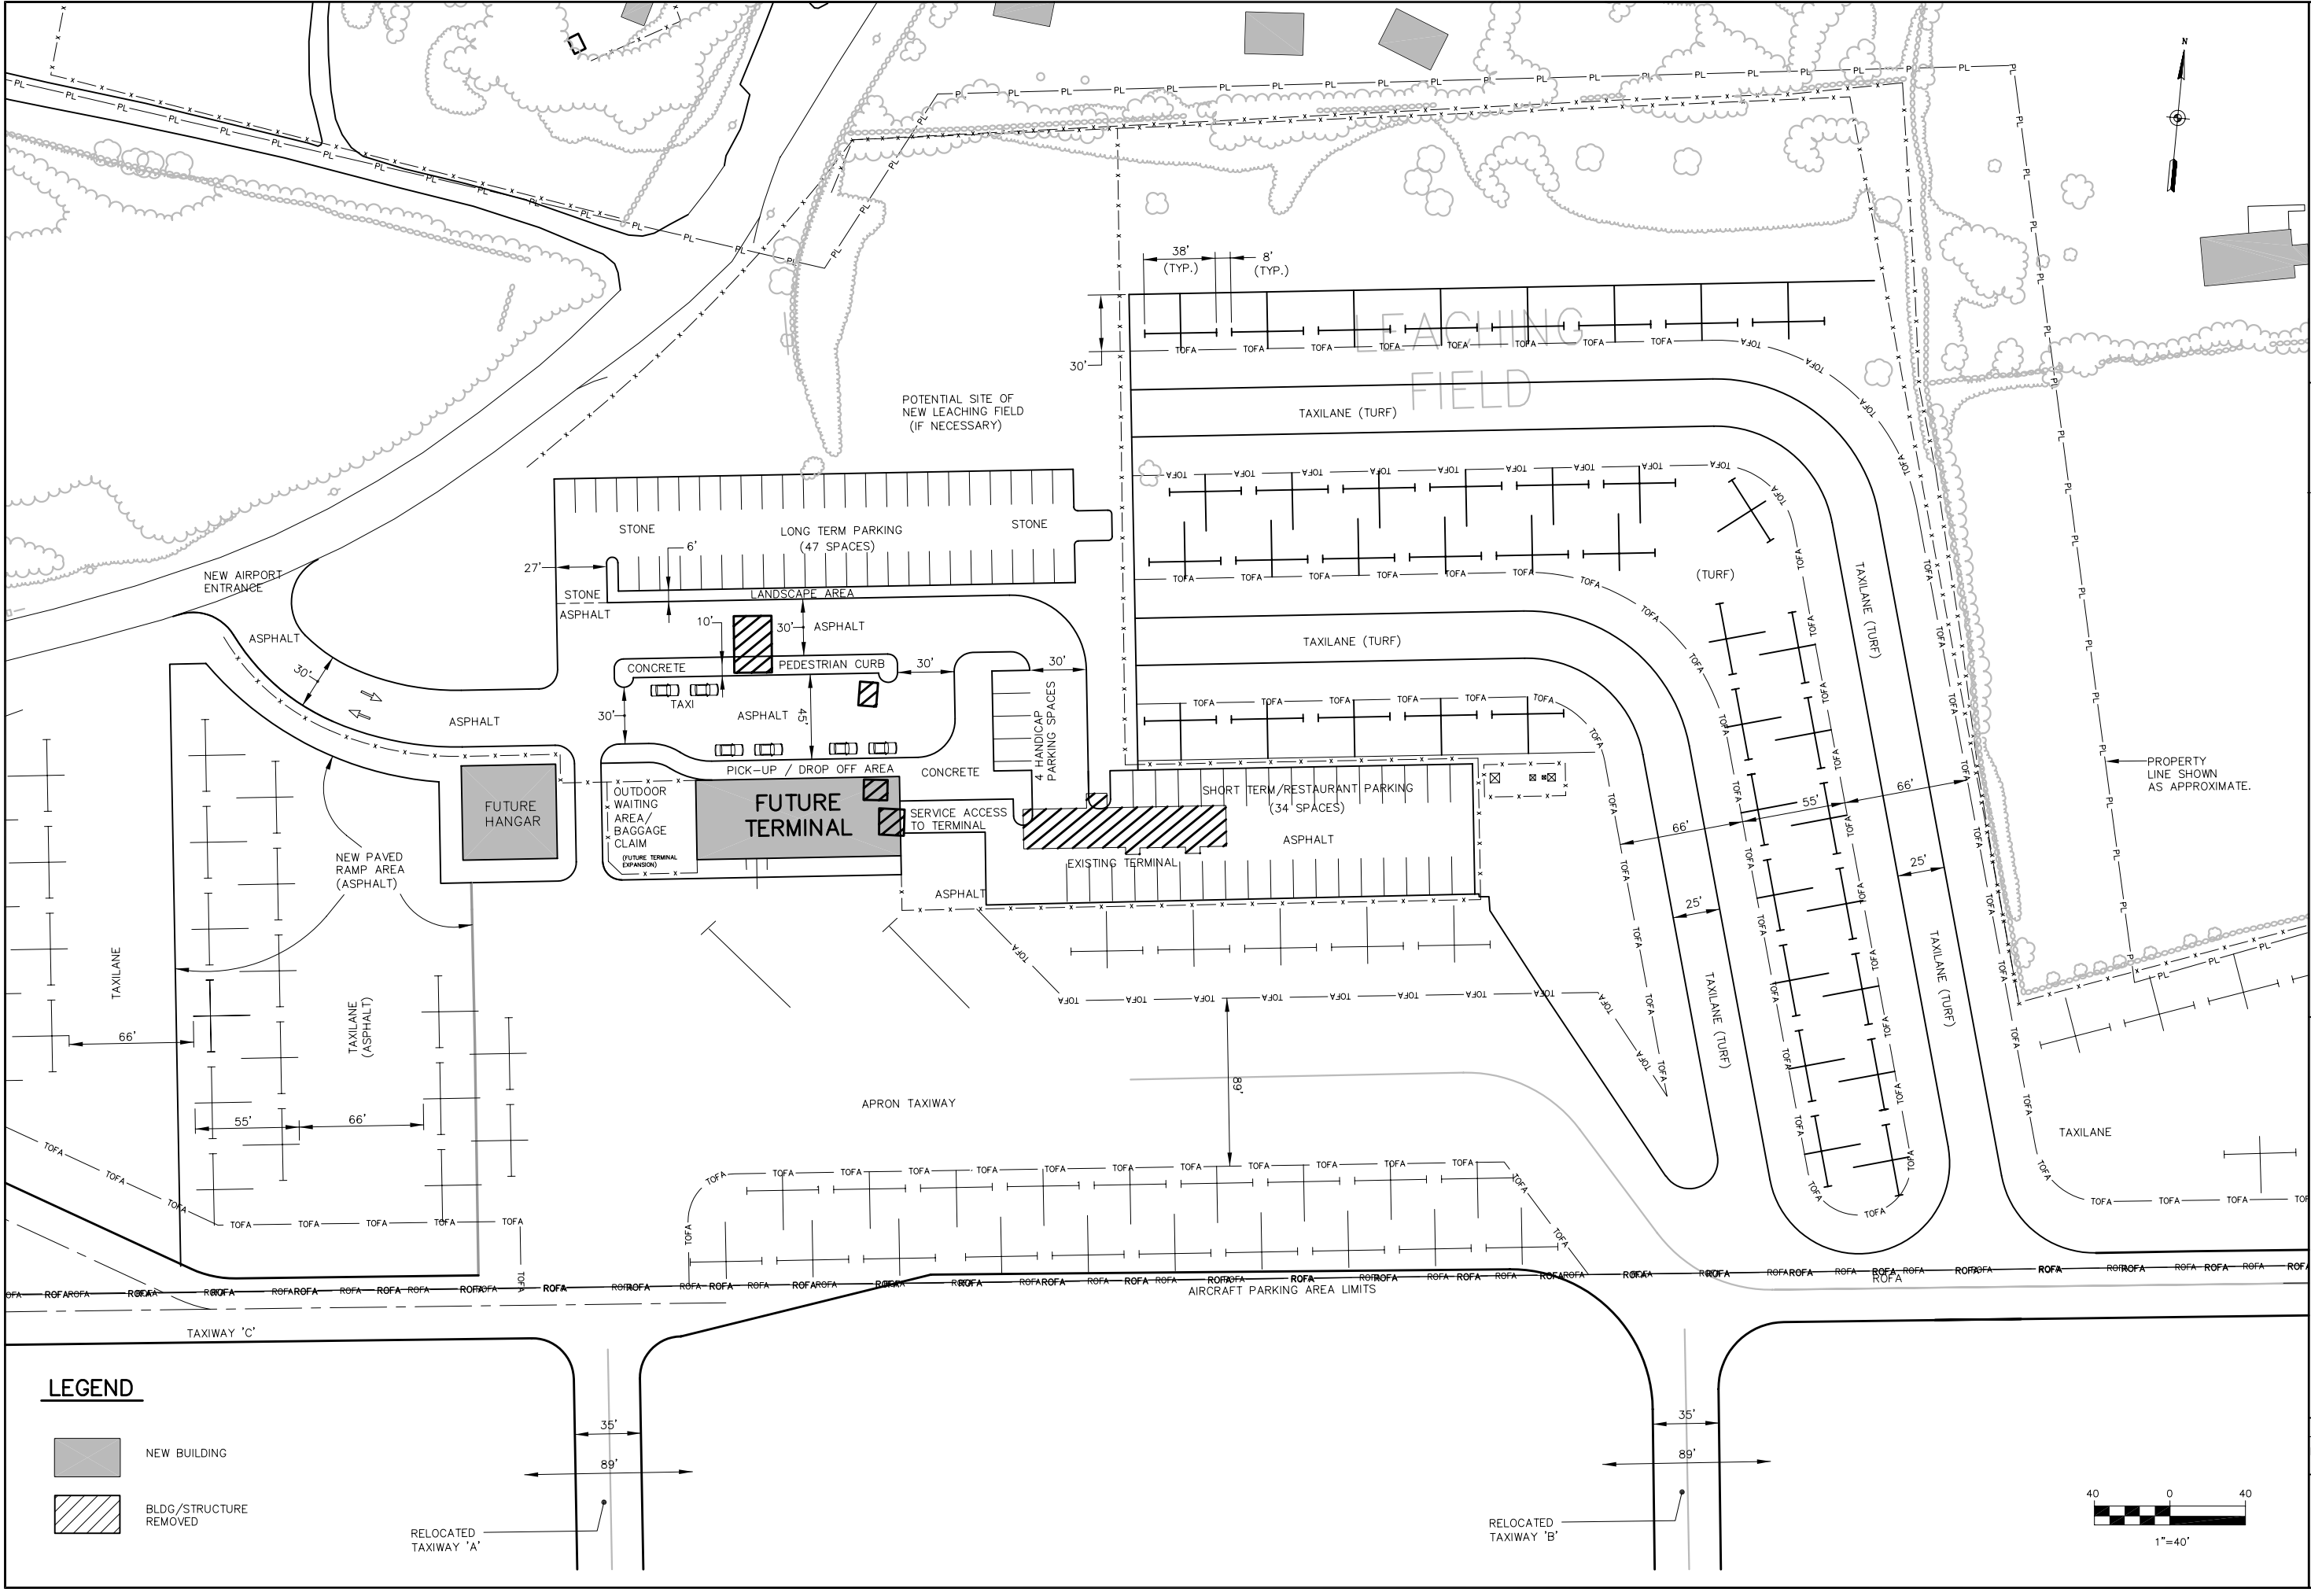 N
38'
(TYP.)
8'
(TYP.)
30'
LEACHING
FIELD
POTENTIAL SITE OF
NEW LEACHING FIELD
(IF NECESSARY)
TAXILANE (TURF)
STONE
LONG TERM PARKING
(47 SPACES)
STONE
6'
27'
NEW AIRPORT
ENTRANCE
STONE
LANDSCAPE AREA
ASPHALT
(TURF)
TAXILANE (TURF)
10'
30'
ASPHALT
ASPHALT
30'
CONCRETE
PEDESTRIAN CURB
30'
30'
TAXILANE (TURF)
TAXI
30'
ASPHALT
45'
ASPHALT
4 HANDICAP
PARKING SPACES
PICK-UP / DROP OFF AREA
CONCRETE
OUTDOOR
WAITING
AREA/
BAGGAGE
CLAIM
(FUTURE TERMINAL
EXPANSION)
FUTURE
TERMINAL
FUTURE
HANGAR
SERVICE ACCESS
TO TERMINAL
SHORT TERM/RESTAURANT PARKING
(34 SPACES)
ASPHALT
EXISTING TERMINAL
ASPHALT
PROPERTY
LINE SHOWN
AS APPROXIMATE.
66'
55'
66'
25'
25'
NEW PAVED
RAMP AREA
(ASPHALT)
TAXILANE
TAXILANE
(ASPHALT)
TAXILANE (TURF)
TAXILANE (TURF)
66'
55'
66'
89'
APRON TAXIWAY
TAXILANE
AIRCRAFT PARKING AREA LIMITS
ROFA
TOFA
PL
TAXIWAY 'C'
LEGEND
NEW BUILDING
BLDG/STRUCTURE
REMOVED
35'
89'
RELOCATED
TAXIWAY 'A'
35'
89'
RELOCATED
TAXIWAY 'B'
40 0 40
1"=40'